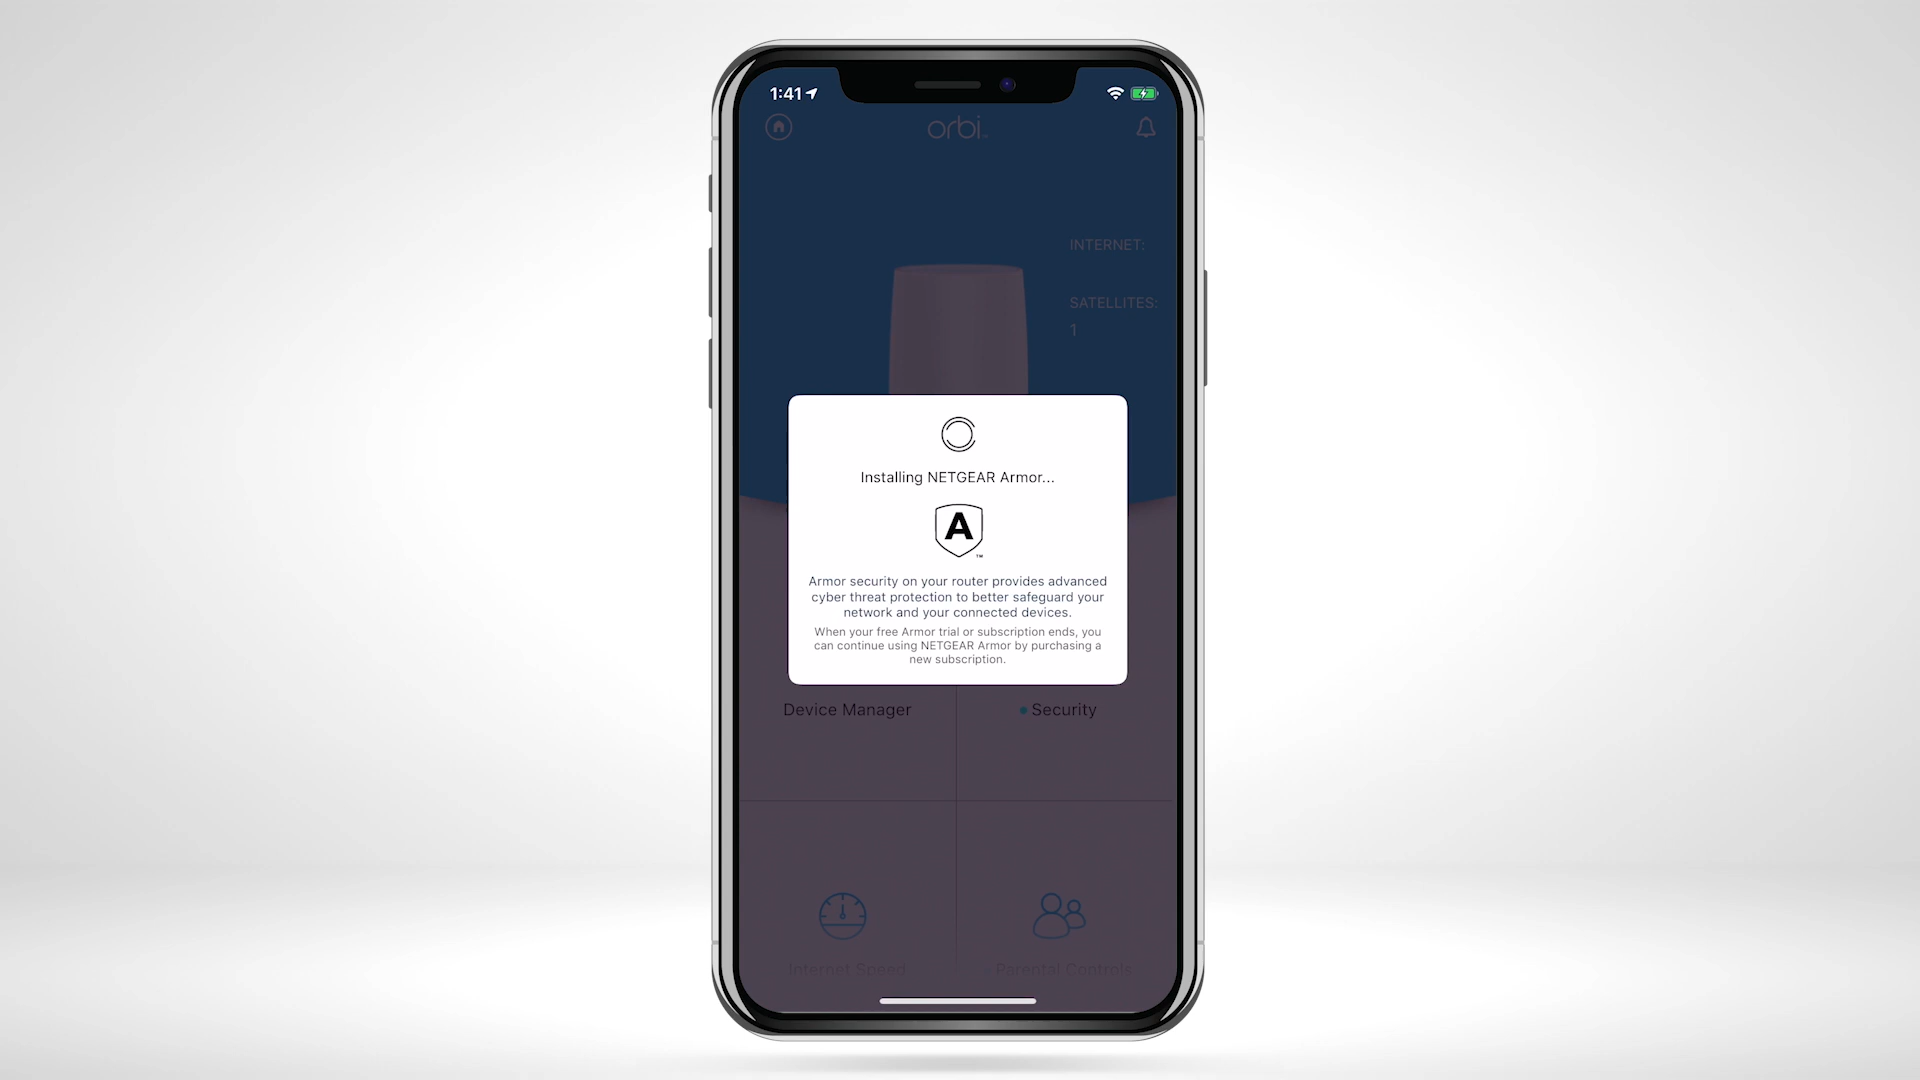 1:41
orbi
INTERNET:
SATELLITES:
1
Installing NETGEAR Armor...
A
TM
Armor security on your router provides advanced
cyber threat protection to better safeguard your
network and your connected devices.
When your free Armor trial or subscription ends, you
can continue using NETGEAR Armor by purchasing a
new subscription.
Device Manager
Security
Internet Speed
Parental Controls